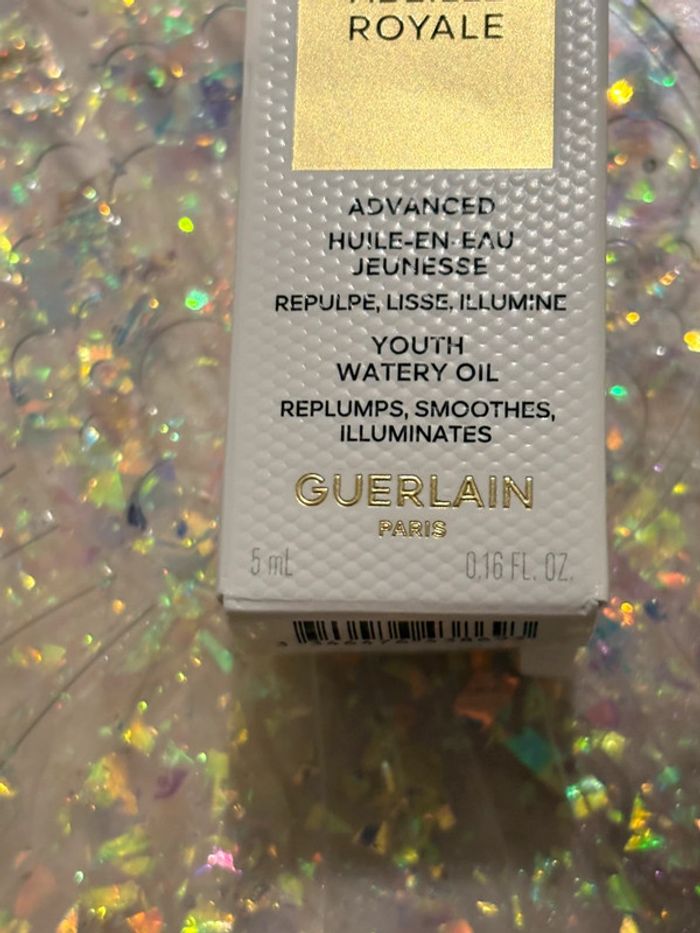 ROYALE
ADVANCED
HUILE-EN-EAU
JEUNESSE
REPULPE, LISSE, ILLUMINE
YOUTH
WATERY OIL
REPLUMPS, SMOOTHES,
ILLUMINATES
GUERLAIN
PARIS
5 mL 0,16 FL. OZ.